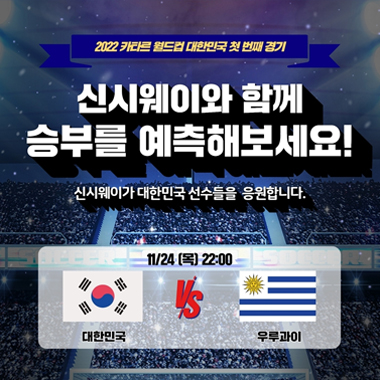 2022 카타르 월드컵 대한민국 첫 번째 경기
신시웨이와 함께
승부를 예측해보세요!
신시웨이가 대한민국 선수들을 응원합니다.
11/24 (목) 22:00
VS
대한민국
우루과이